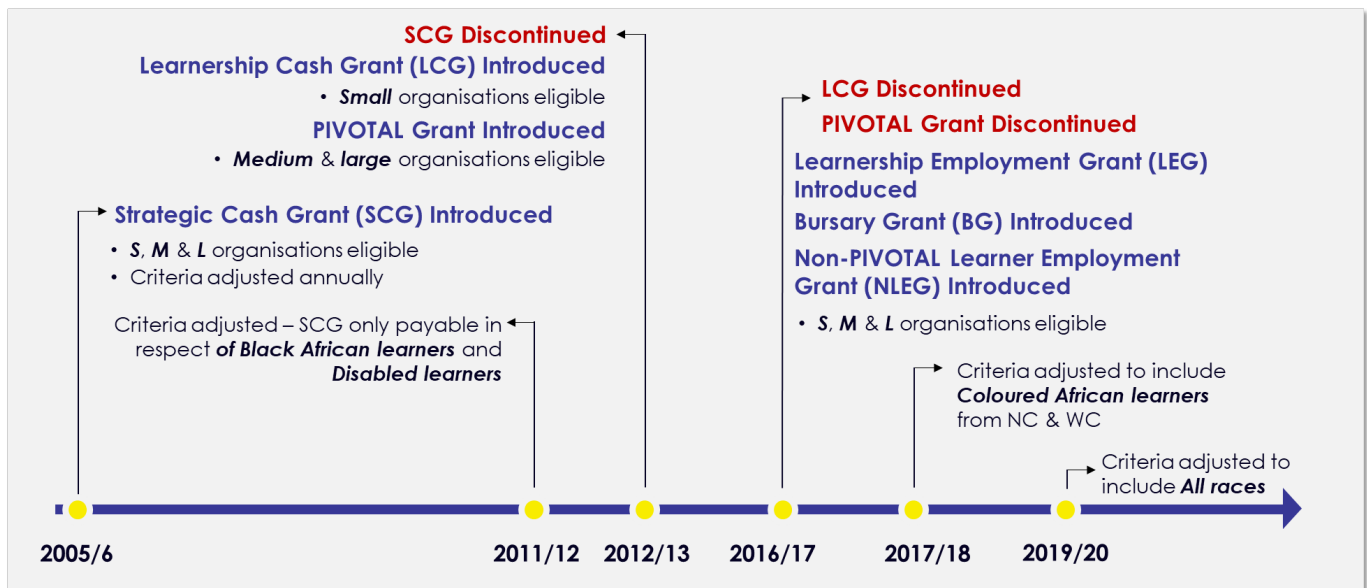 SCG Discontinued
Learnership Cash Grant (LCG) Introduced
• Small organisations eligible
PIVOTAL Grant Introduced
• Medium & large organisations eligible
Strategic Cash Grant (SCG) Introduced
• S, M & L organisations eligible
• Criteria adjusted annually
Criteria adjusted – SCG only payable in
respect of Black African learners and
Disabled learners
LCG Discontinued
PIVOTAL Grant Discontinued
Learnership Employment Grant (LEG)
Introduced
Bursary Grant (BG) Introduced
Non-PIVOTAL Learner Employment
Grant (NLEG) Introduced
• S, M & L organisations eligible
Criteria adjusted to include
Coloured African learners
from NC & WC
Criteria adjusted to
include All races
2005/6
2011/12
2012/13
2016/17
2017/18
2019/20